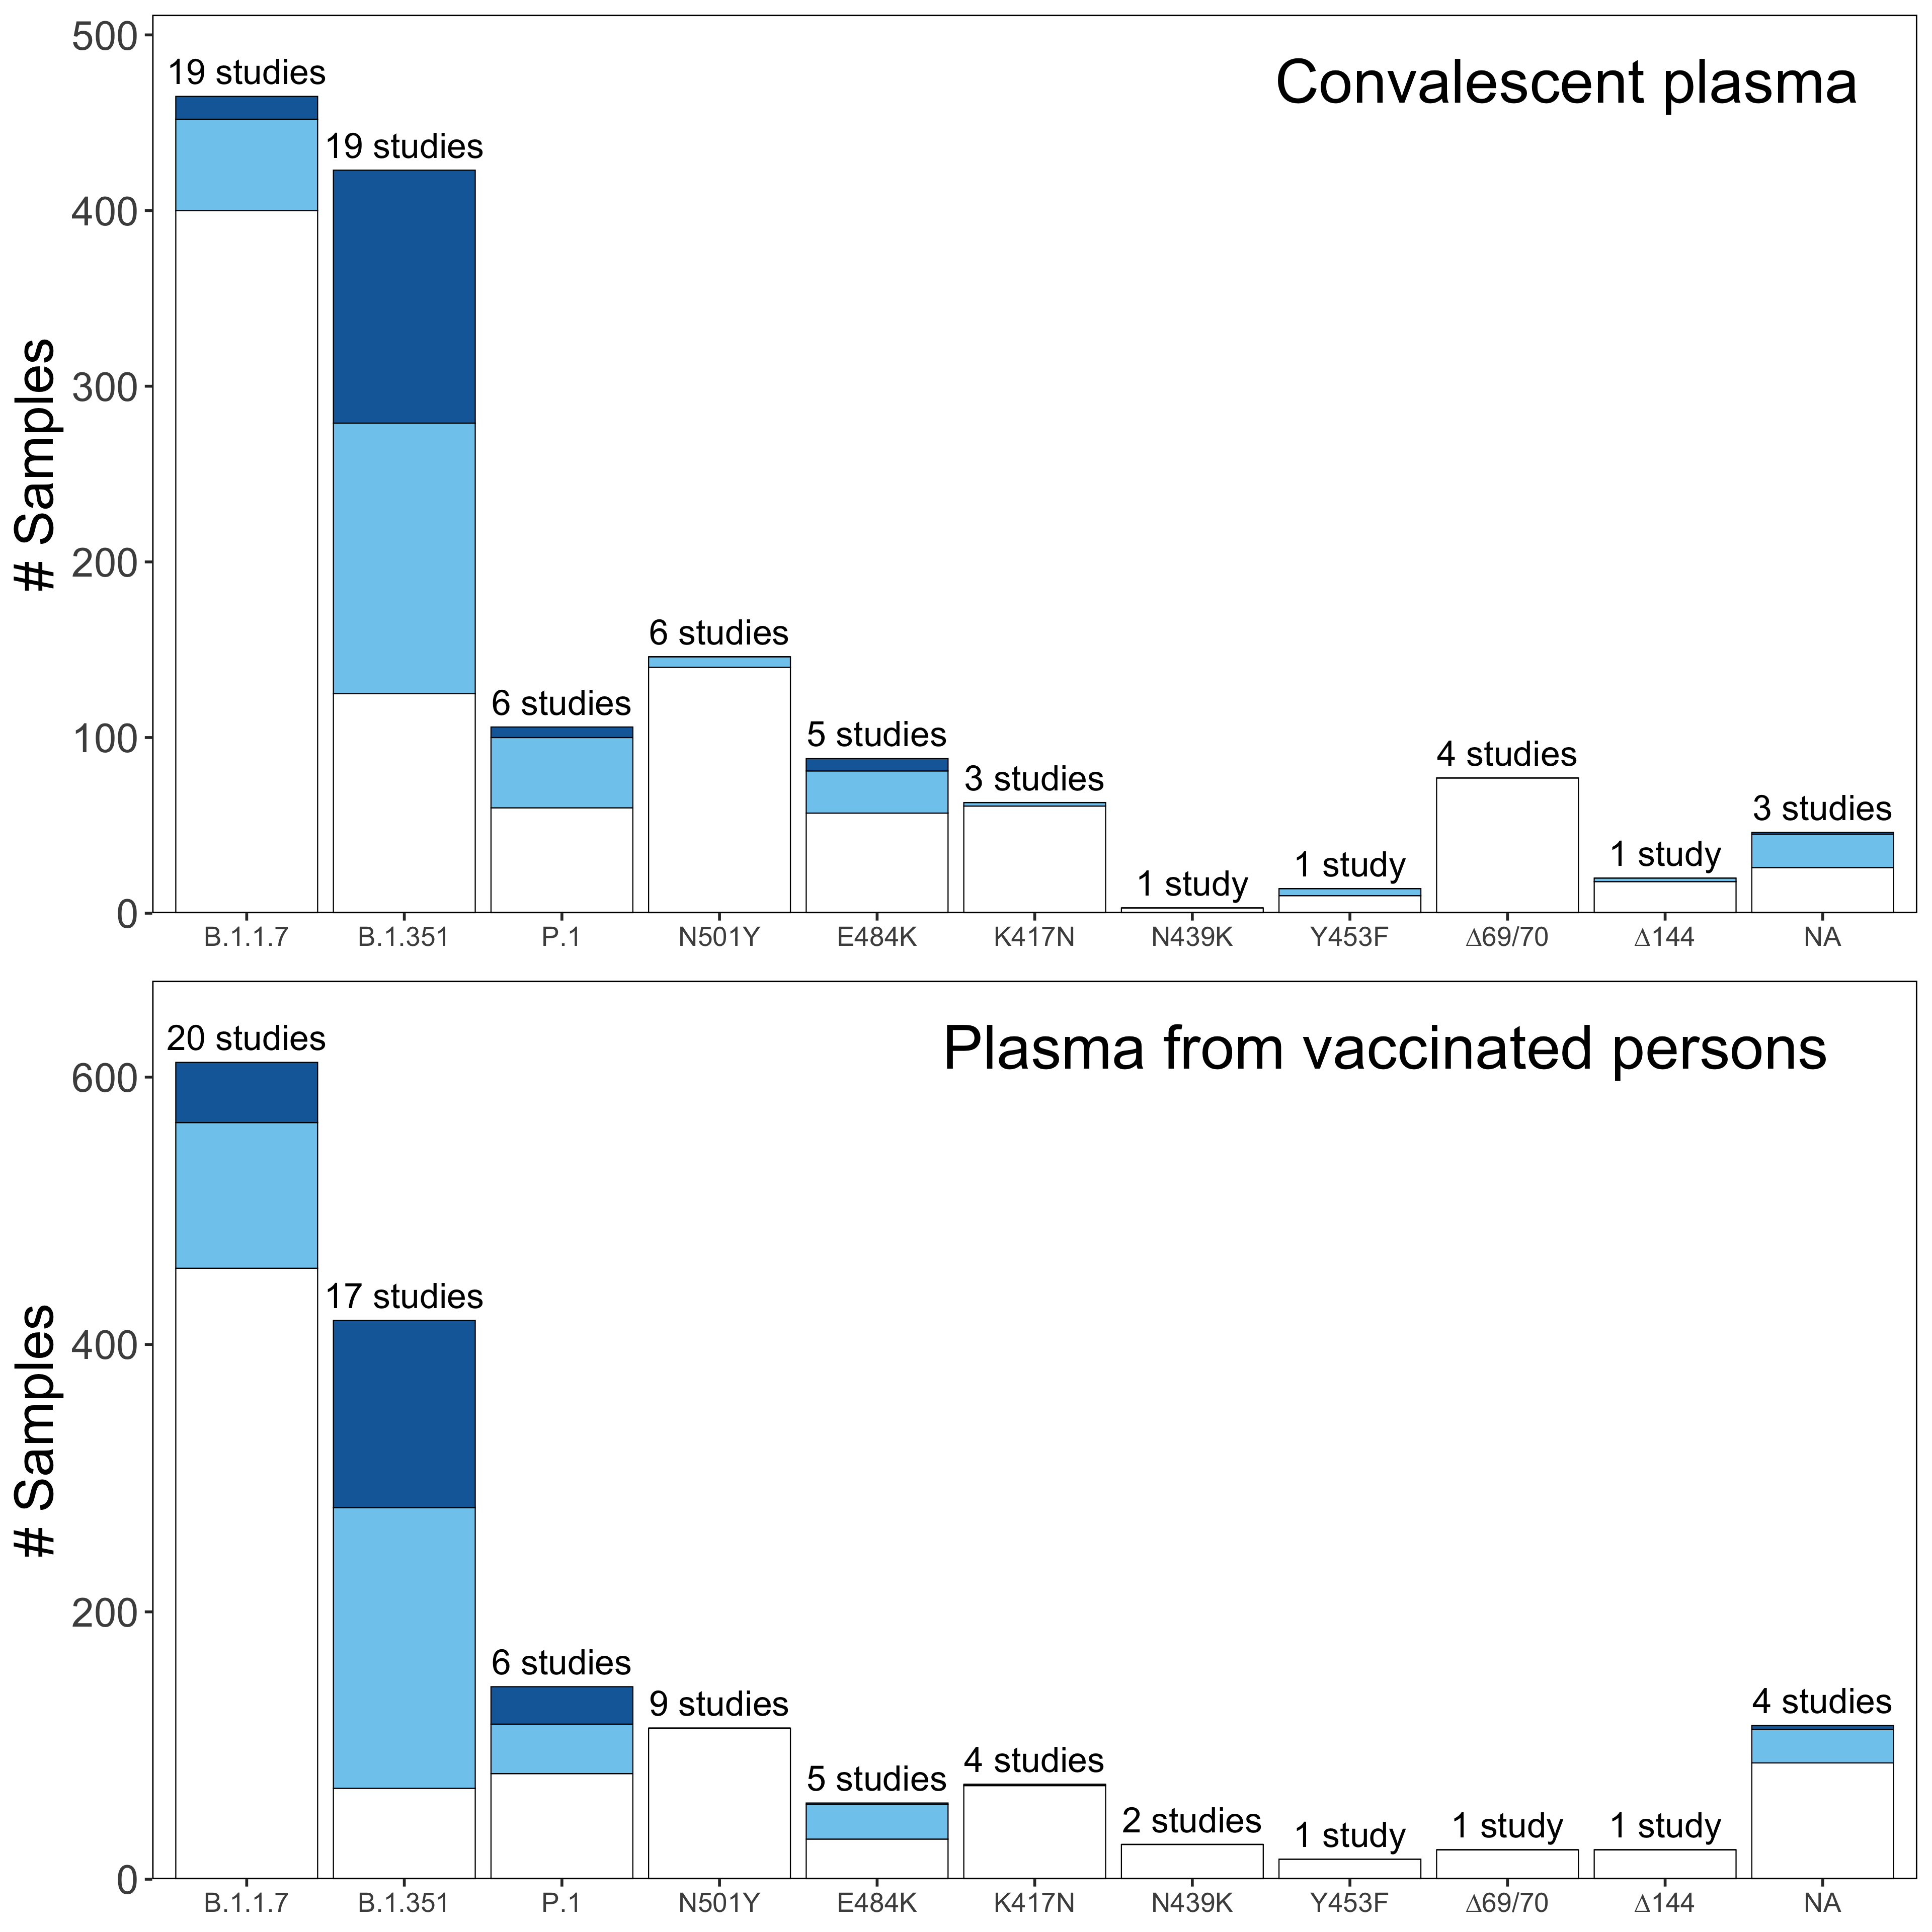 Convalescent plasma
# Samples
500
400
300
200
100
0
19 studies
19 studies
6 studies
6 studies
5 studies
3 studies
1 study
1 study
4 studies
1 study
3 studies
B.1.1.7 B.1.351 P.1 N501Y E484K K417N N439K Y453F Δ69/70 Δ144 NA
Plasma from vaccinated persons
# Samples
600
400
200
0
20 studies
17 studies
6 studies
9 studies
5 studies
4 studies
2 studies
1 study
1 study
1 study
4 studies
B.1.1.7 B.1.351 P.1 N501Y E484K K417N N439K Y453F Δ69/70 Δ144 NA